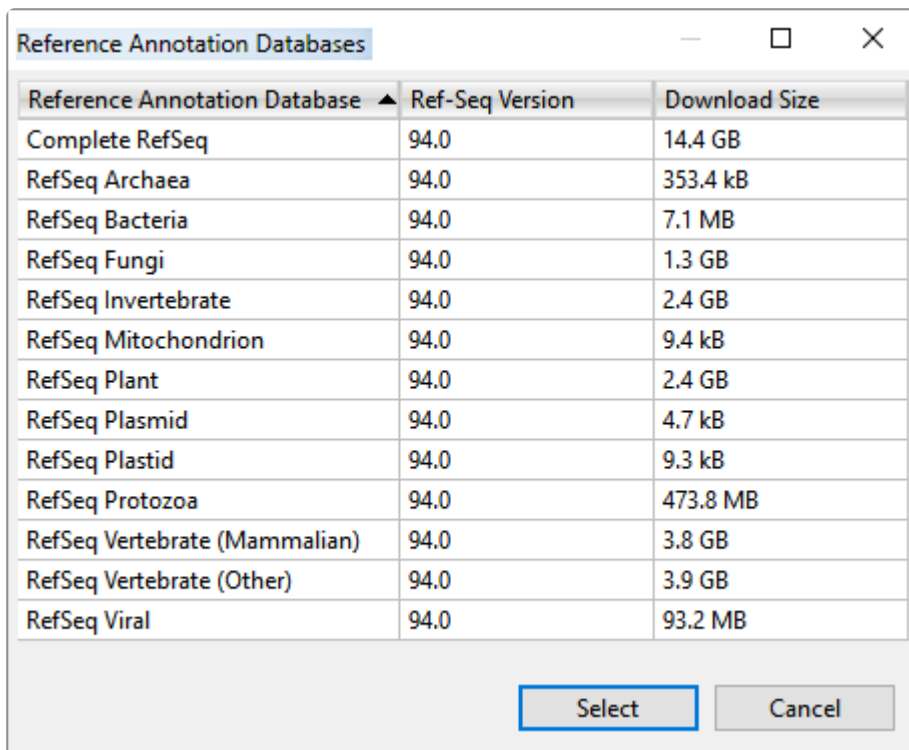 Reference Annotation Databases
Reference Annotation Database Ref-Seq Version Download Size
Complete RefSeq 94.0 14.4 GB
RefSeq Archaea 94.0 353.4 kB
RefSeq Bacteria 94.0 7.1 MB
RefSeq Fungi 94.0 1.3 GB
RefSeq Invertebrate 94.0 2.4 GB
RefSeq Mitochondrion 94.0 9.4 kB
RefSeq Plant 94.0 2.4 GB
RefSeq Plasmid 94.0 4.7 kB
RefSeq Plastid 94.0 9.3 kB
RefSeq Protozoa 94.0 473.8 MB
RefSeq Vertebrate (Mammalian) 94.0 3.8 GB
RefSeq Vertebrate (Other) 94.0 3.9 GB
RefSeq Viral 94.0 93.2 MB
Select Cancel